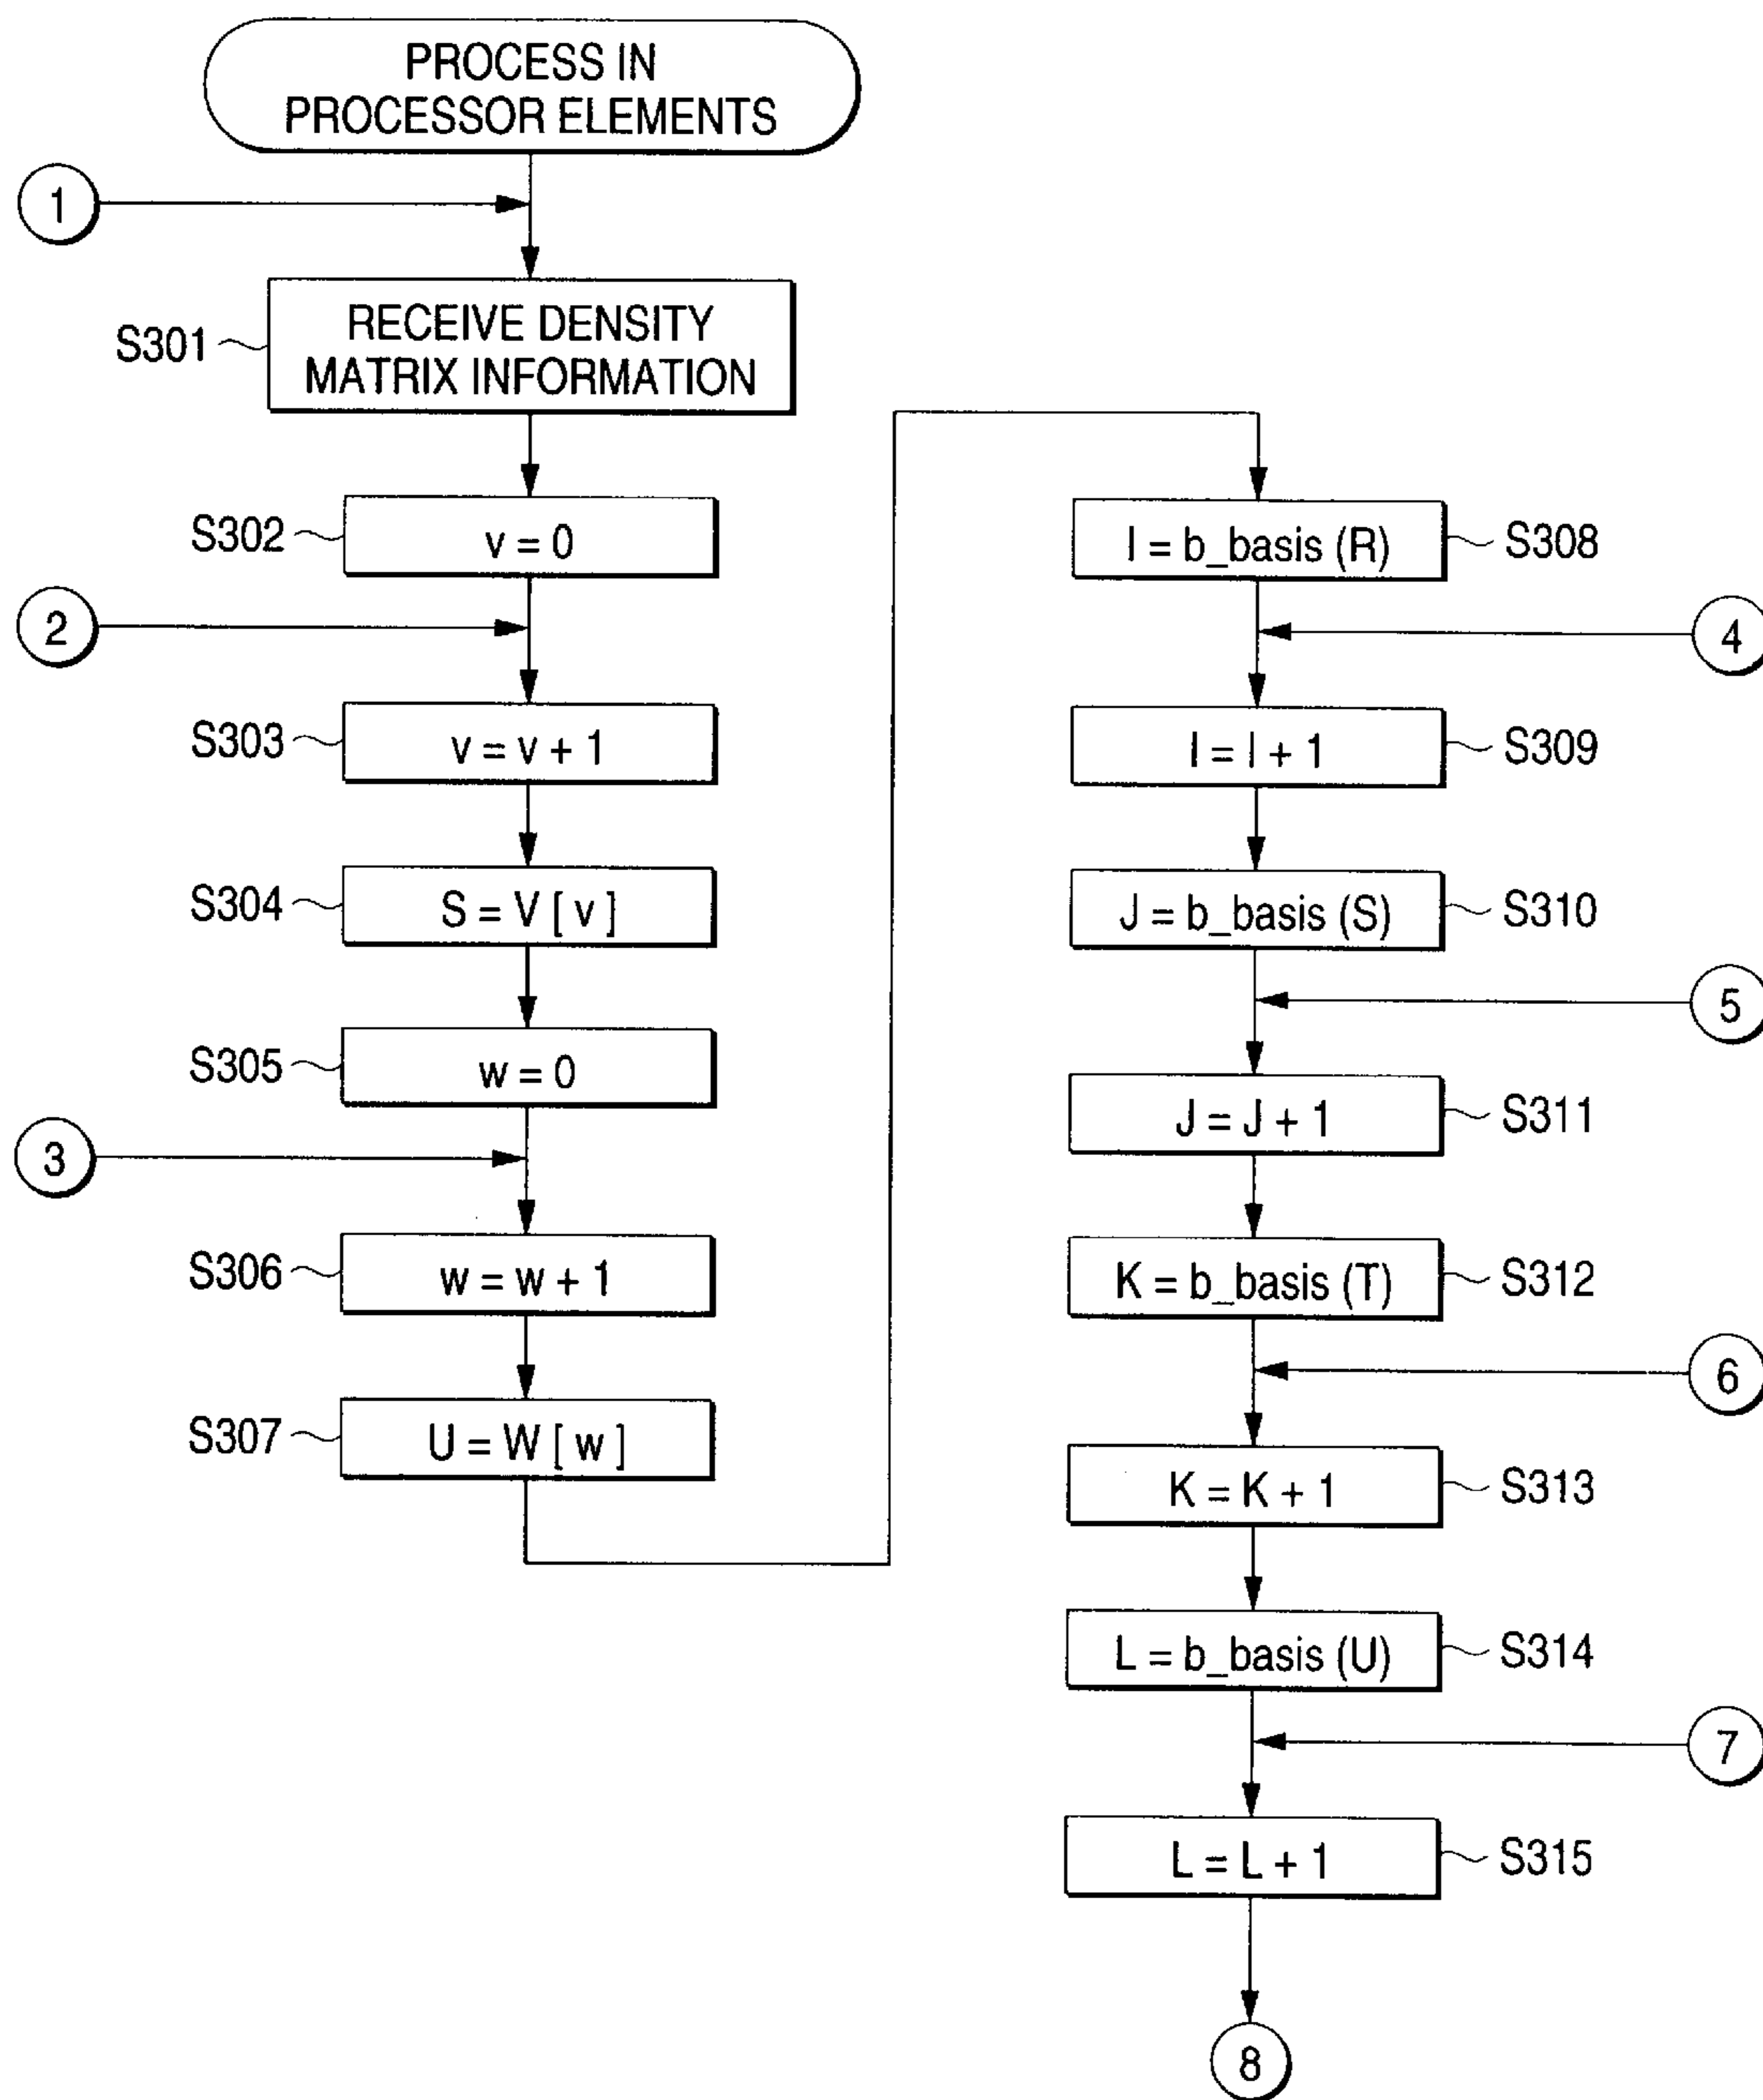 PROCESS IN
PROCESSOR ELEMENTS
1
S301
RECEIVE DENSITY
MATRIX INFORMATION
S302
v = 0
2
S303
v = v + 1
S304
S = V [ v ]
S305
w = 0
3
S306
w = w + 1
S307
U = W [ w ]
I = b_basis (R)
S308
4
I = I + 1
S309
J = b_basis (S)
S310
5
J = J + 1
S311
K = b_basis (T)
S312
6
K = K + 1
S313
L = b_basis (U)
S314
7
L = L + 1
S315
8